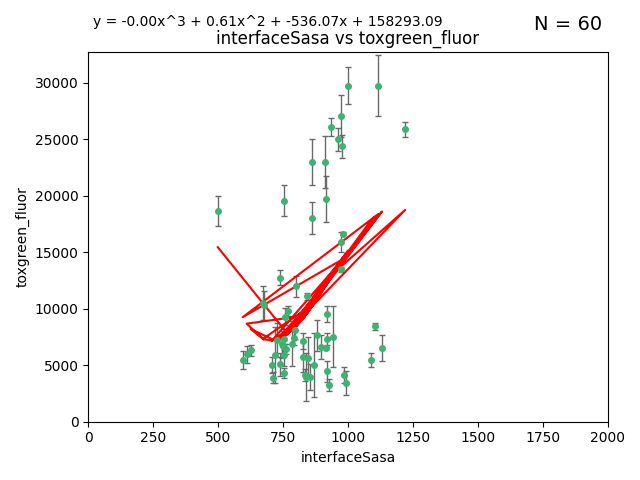 y = -0.00x^3 + 0.61x^2 + -536.07x + 158293.09
N = 60
interfaceSasa vs toxgreen_fluor
30000
25000
20000
15000
10000
5000
0
toxgreen_fluor
0 250 500 750 1000 1250 1500 1750 2000
interfaceSasa